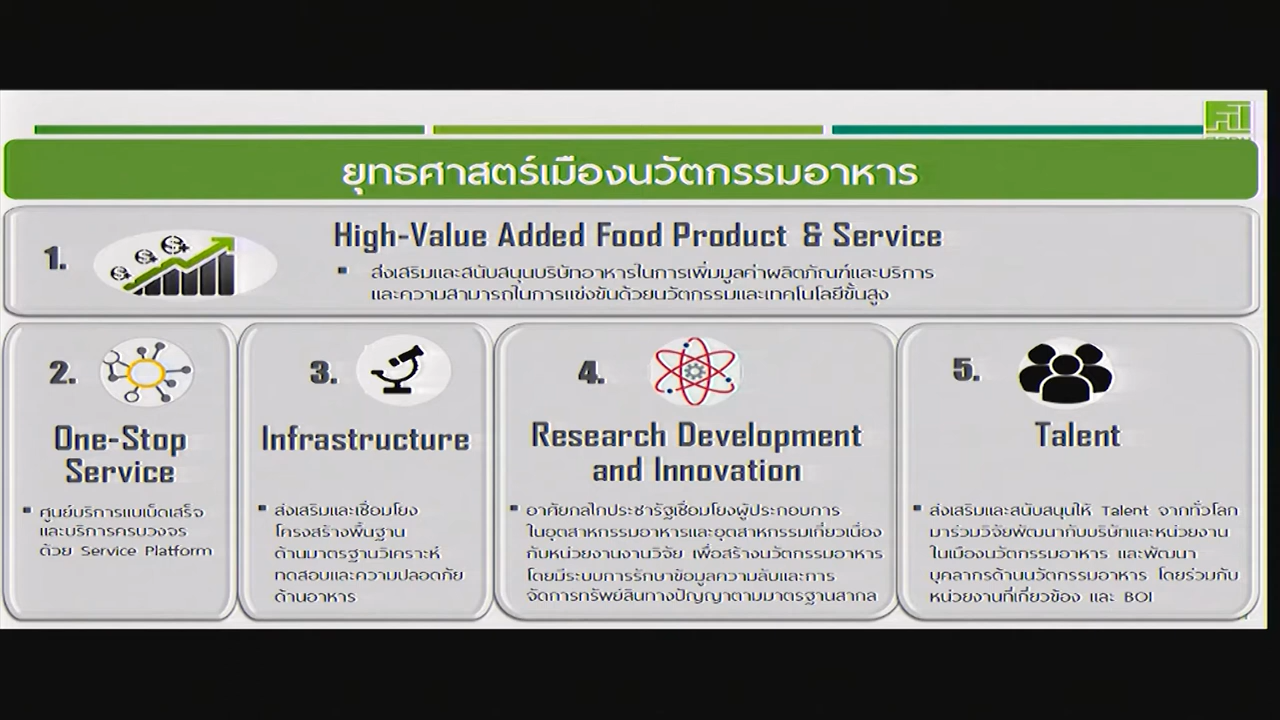 ยุทธศาสตร์เมืองนวัตกรรมอาหาร
1.
High-Value Added Food Product & Service
▪ ส่งเสริมและสนับสนุนบริษัทอาหารในการเพิ่มมูลค่าผลิตภัณฑ์และบริการ
และความสามารถในการแข่งขันด้วยนวัตกรรมและเทคโนโลยีขั้นสูง
2.
One-Stop
Service
▪ ศูนย์บริการแบบเบ็ดเสร็จ
และบริการครบวงจร
ด้วย Service Platform
3.
Infrastructure
▪ ส่งเสริมและเชื่อมโยง
โครงสร้างพื้นฐาน
ด้านมาตรฐานวิเคราะห์
ทดสอบและความปลอดภัย
ด้านอาหาร
4.
Research Development
and Innovation
▪ อาศัยกลไกประชารัฐเชื่อมโยงผู้ประกอบการ
ในอุตสาหกรรมอาหารและอุตสาหกรรมเกี่ยวเนื่อง
กับหน่วยงานงานวิจัย เพื่อสร้างนวัตกรรมอาหาร
โดยมีระบบการรักษาข้อมูลความลับและการ
จัดการทรัพย์สินทางปัญญาตามมาตรฐานสากล
5.
Talent
▪ ส่งเสริมและสนับสนุนให้ Talent จากทั่วโลก
มาร่วมวิจัยพัฒนากับบริษัทและหน่วยงาน
ในเมืองนวัตกรรมอาหาร และพัฒนา
บุคลากรด้านนวัตกรรมอาหาร โดยร่วมกับ
หน่วยงานที่เกี่ยวข้อง และ BOI